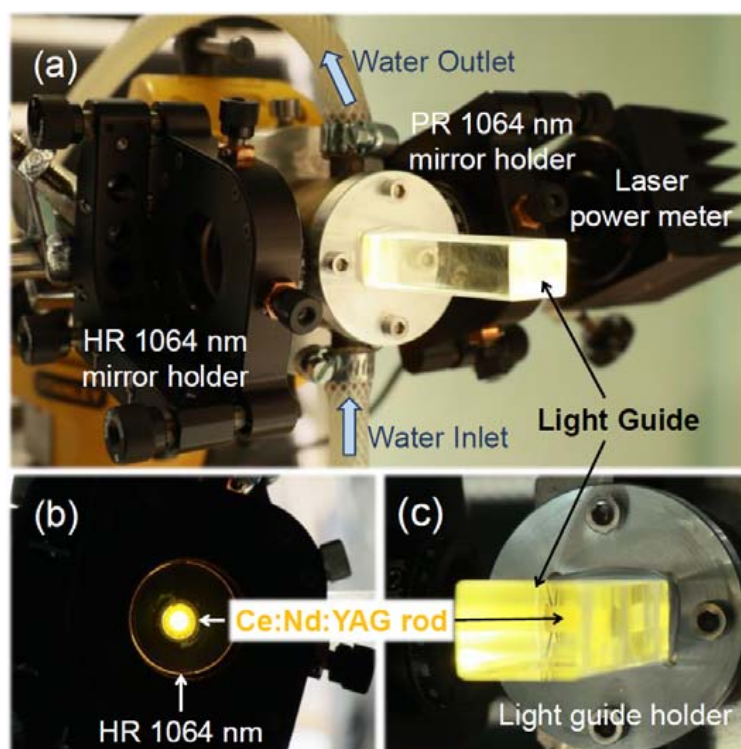 (a)
Water Outlet
PR 1064 nm
mirror holder
Laser
power meter
HR 1064 nm
mirror holder
Light Guide
Water Inlet
(b)
(c)
Ce:Nd:YAG rod
HR 1064 nm
Light guide holder